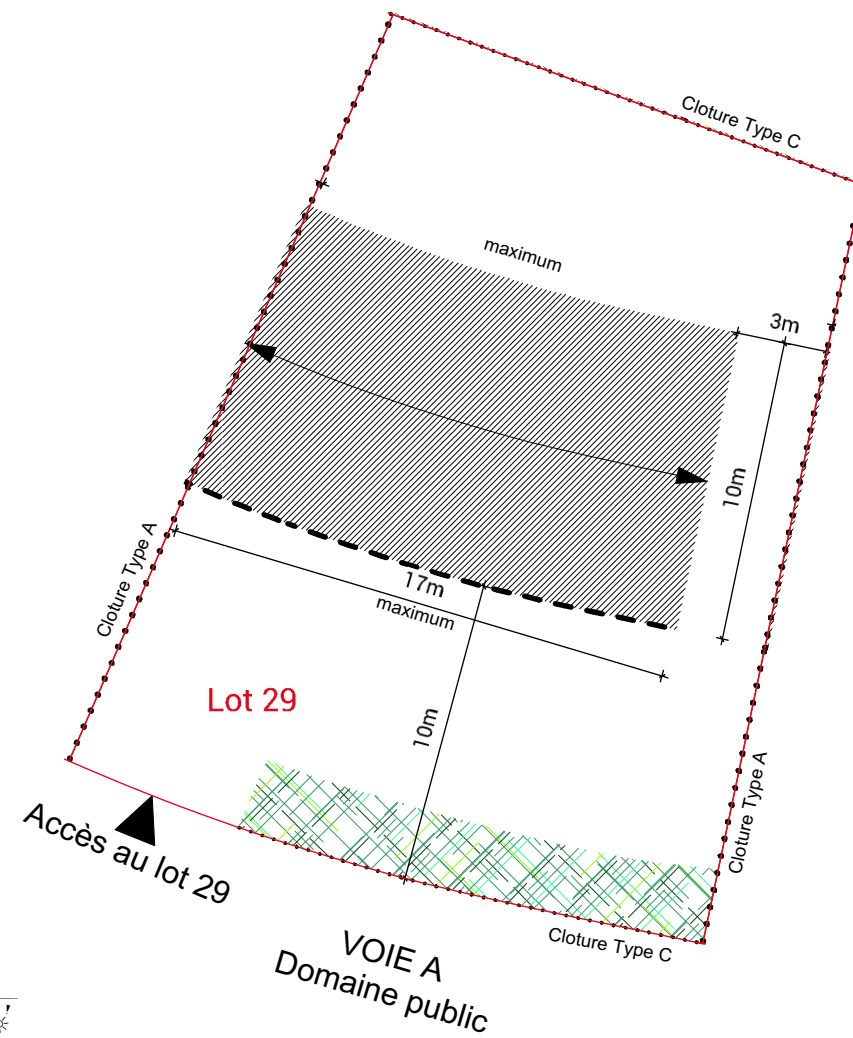 Cloture Type C
maximum
3m
10m
Cloture Type A
17m
maximum
Lot 29
10m
Cloture Type A
Accès au lot 29
Cloture Type C
VOIE A
Domaine public